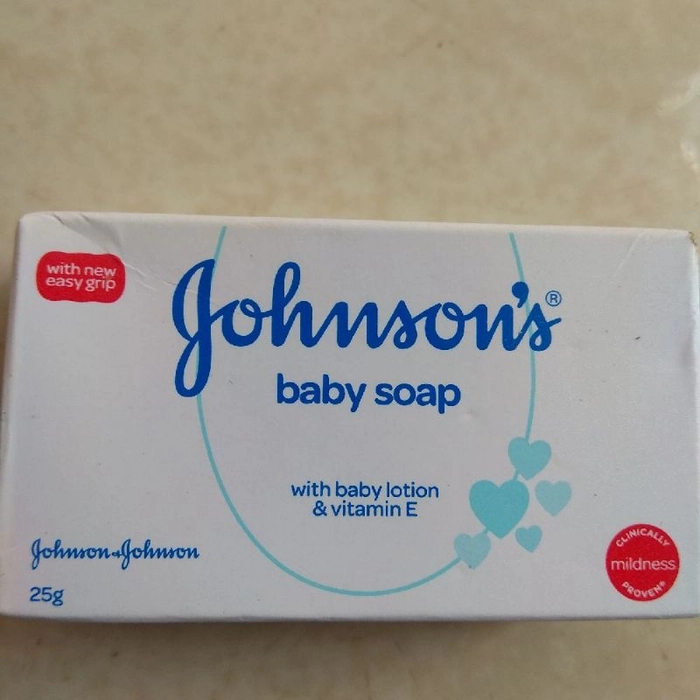 with new
easy grip
Johnson's®
baby soap
with baby lotion
& vitamin E
Johnson+Johnson
25g
CLINICALLY
mildness
PROVEN®